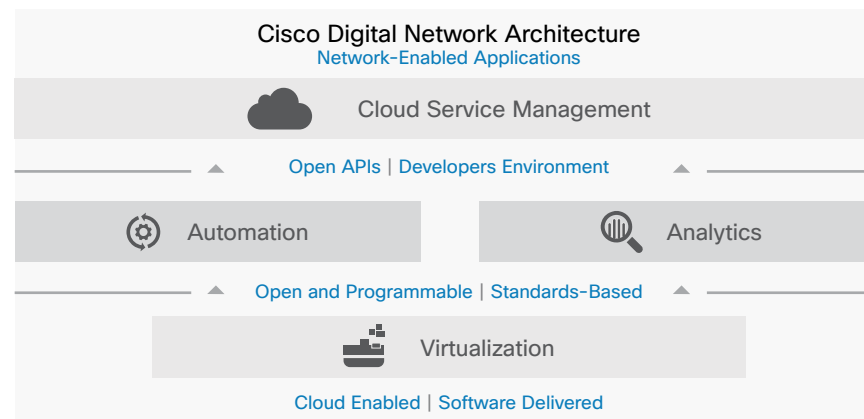 Cisco Digital Network Architecture
Network-Enabled Applications
Cloud Service Management
Open APIs | Developers Environment
Automation
Analytics
Open and Programmable | Standards-Based
Virtualization
Cloud Enabled | Software Delivered